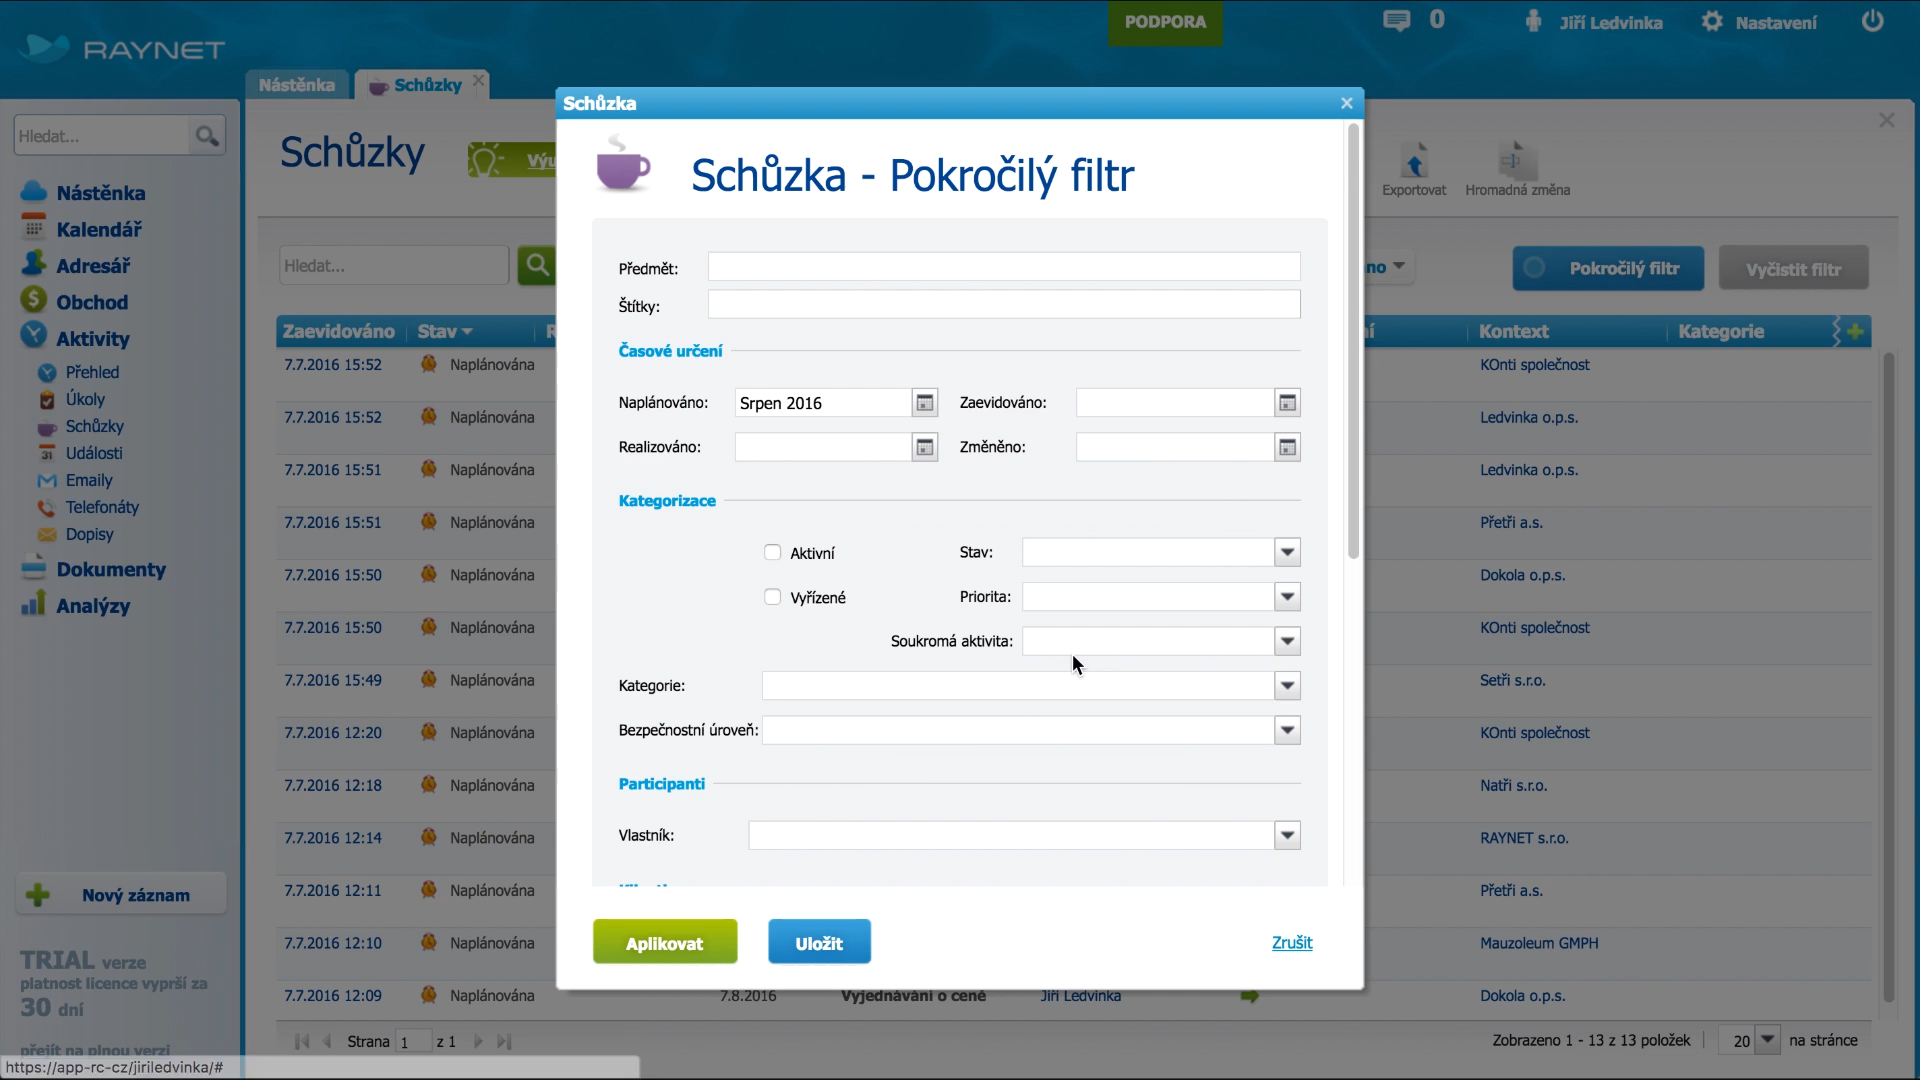 PODPORA
0
Jiří Ledvinka
Nastavení
RAYNET
Nástěnka
Schůzky
Hledat...
Nástěnka
Kalendář
Adresář
Obchod
Aktivity
Přehled
Úkoly
Schůzky
31 Události
Emaily
Telefonáty
Dopisy
Dokumenty
Analýzy
Nový záznam
TRIAL verze
platnost licence vyprší za
30 dní
přejít na plnou verzi
https://app-rc-cz/jiriledvinka/#
Schůzky
Exportovat
Hromadná změna
Hledat...
Pokročilý filtr
Vyčistit filtr
Zaevidováno Stav Kontext Kategorie
7.7.2016 15:52 Naplánována KOnti společnost
7.7.2016 15:52 Naplánována Ledvinka o.p.s.
7.7.2016 15:51 Naplánována Ledvinka o.p.s.
7.7.2016 15:51 Naplánována Přetři a.s.
7.7.2016 15:50 Naplánována Dokola o.p.s.
7.7.2016 15:50 Naplánována KOnti společnost
7.7.2016 15:49 Naplánována Setři s.r.o.
7.7.2016 12:20 Naplánována KOnti společnost
7.7.2016 12:18 Naplánována Natři s.r.o.
7.7.2016 12:14 Naplánována RAYNET s.r.o.
7.7.2016 12:11 Naplánována Přetři a.s.
7.7.2016 12:10 Naplánována Mauzoleum GMPH
7.7.2016 12:09 Naplánována 7.8.2016 Vyjednávání o ceně Jiří Ledvinka Dokola o.p.s.
Strana 1 z 1
Zobrazeno 1 - 13 z 13 položek 20 na stránce
Schůzka
Schůzka - Pokročilý filtr
Předmět:
Štítky:
Časové určení
Naplánováno: Srpen 2016 Zaevidováno:
Realizováno: Změněno:
Kategorizace
Aktivní Stav:
Vyřízené Priorita:
Soukromá aktivita:
Kategorie:
Bezpečnostní úroveň:
Participanti
Vlastník:
Aplikovat
Uložit
Zrušit